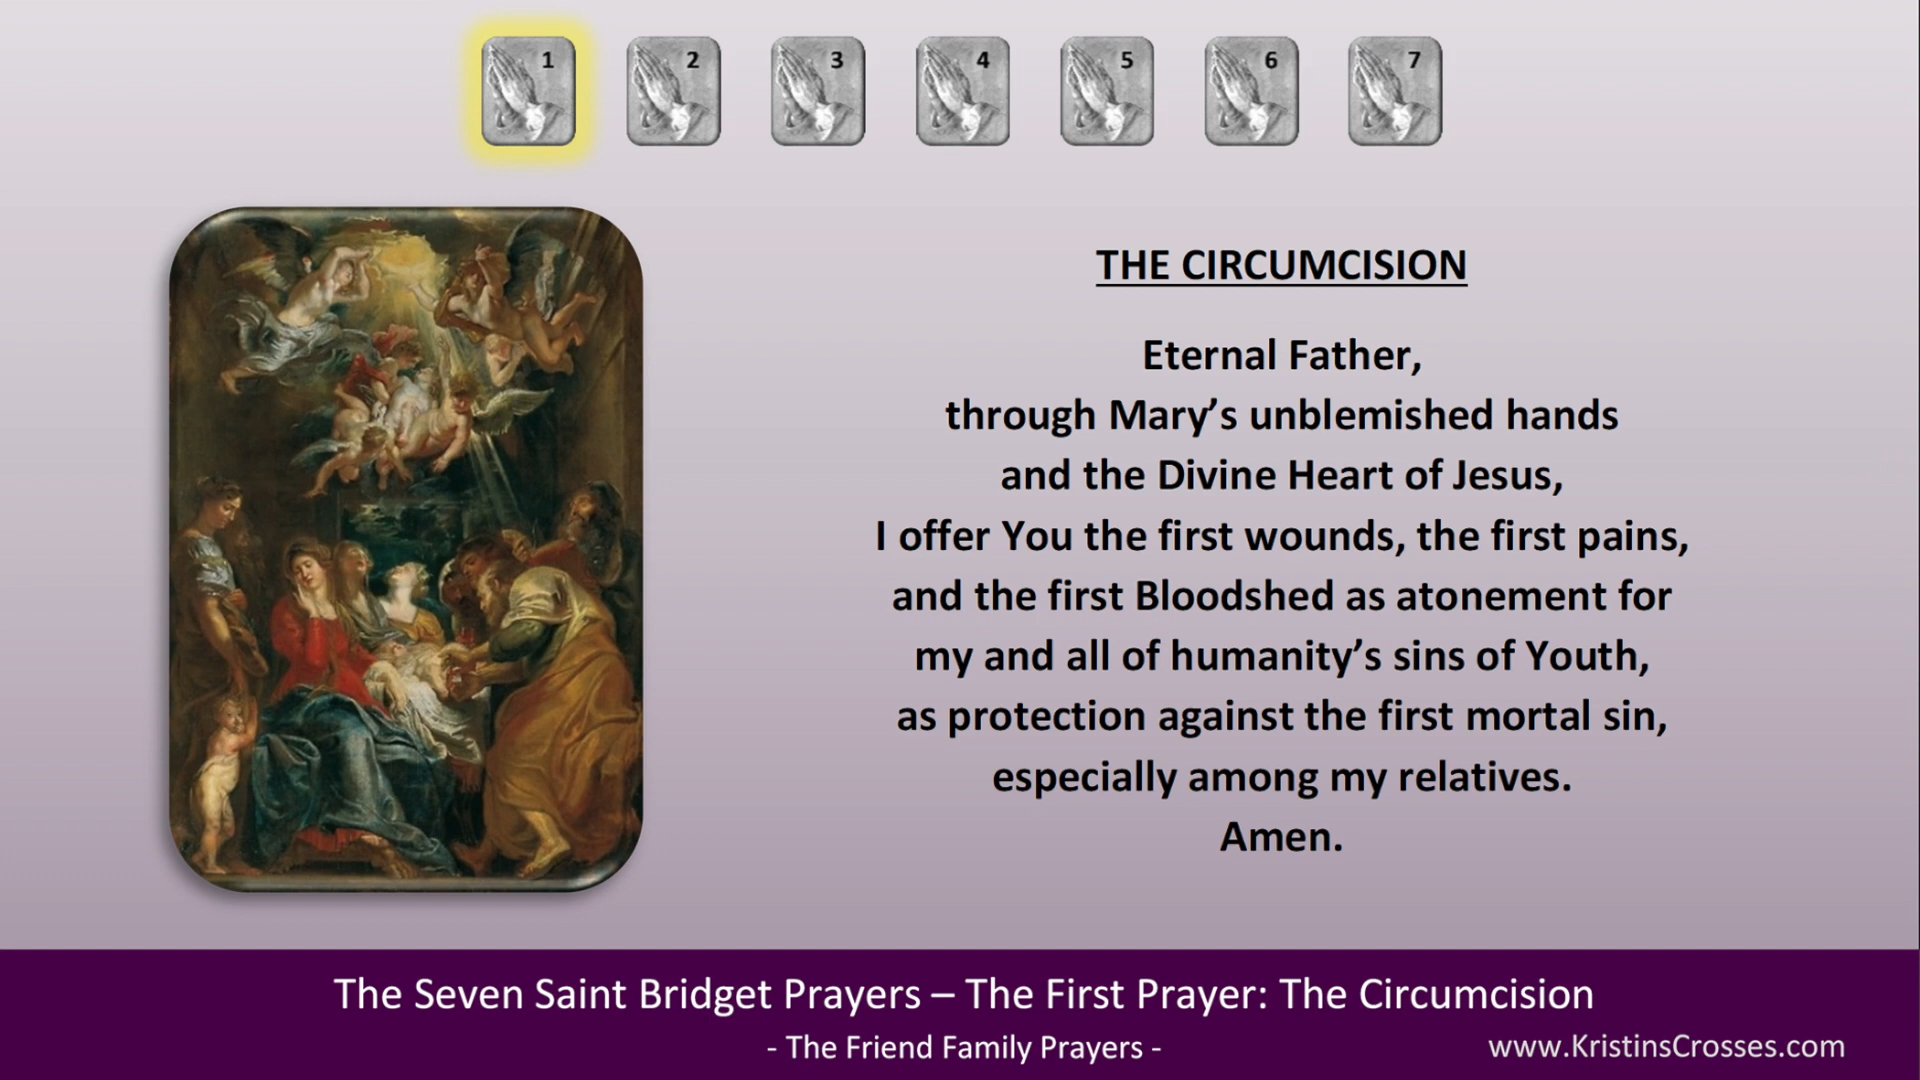 1 2 3 4 5 6 7
THE CIRCUMCISION
Eternal Father,
through Mary’s unblemished hands
and the Divine Heart of Jesus,
I offer You the first wounds, the first pains,
and the first Bloodshed as atonement for
my and all of humanity’s sins of Youth,
as protection against the first mortal sin,
especially among my relatives.
Amen.
The Seven Saint Bridget Prayers – The First Prayer: The Circumcision
- The Friend Family Prayers -
www.KristinsCrosses.com